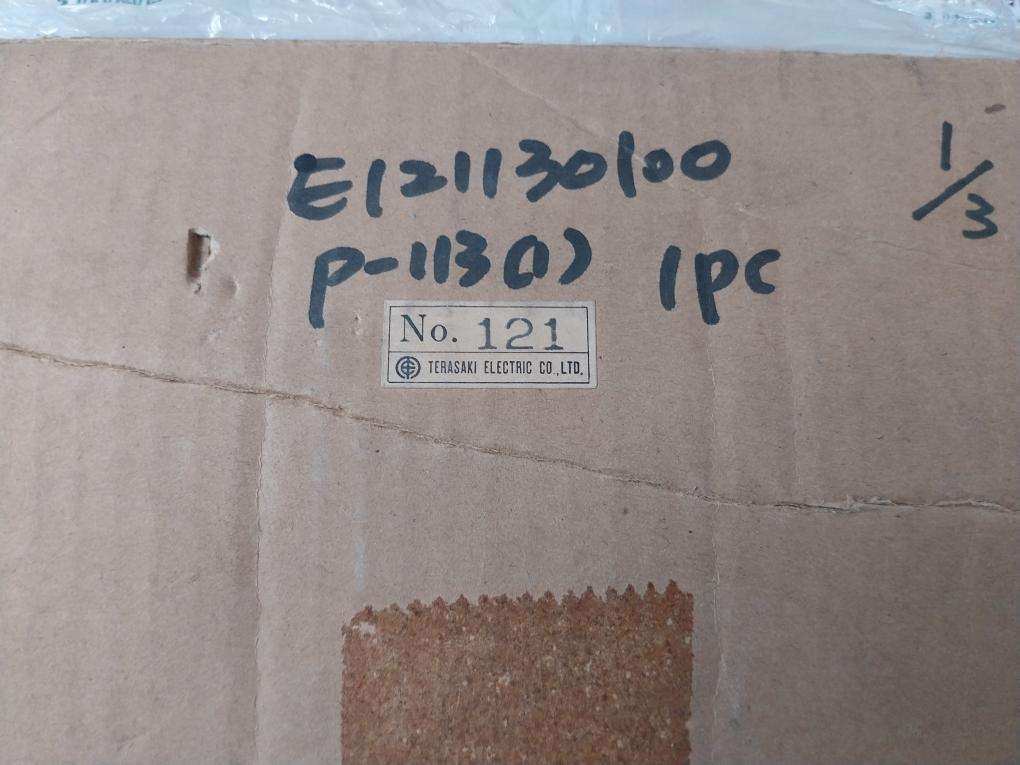 E121130100
1/3
P-113(1) 1PC
No. 121
TERASAKI ELECTRIC CO.,LTD.